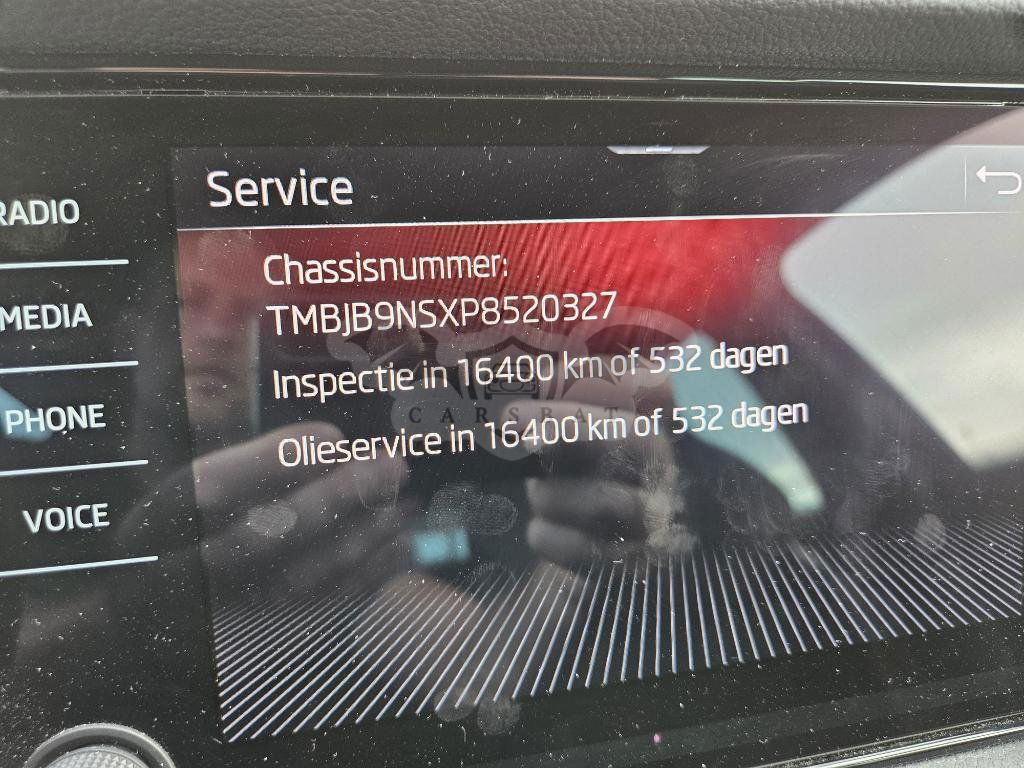 Service
RADIO
MEDIA
PHONE
VOICE
Chassisnummer:
TMBJB9NSXP8520327
Inspectie in 16400 km of 532 dagen
CARSBAT
Olieservice in 16400 km of 532 dagen